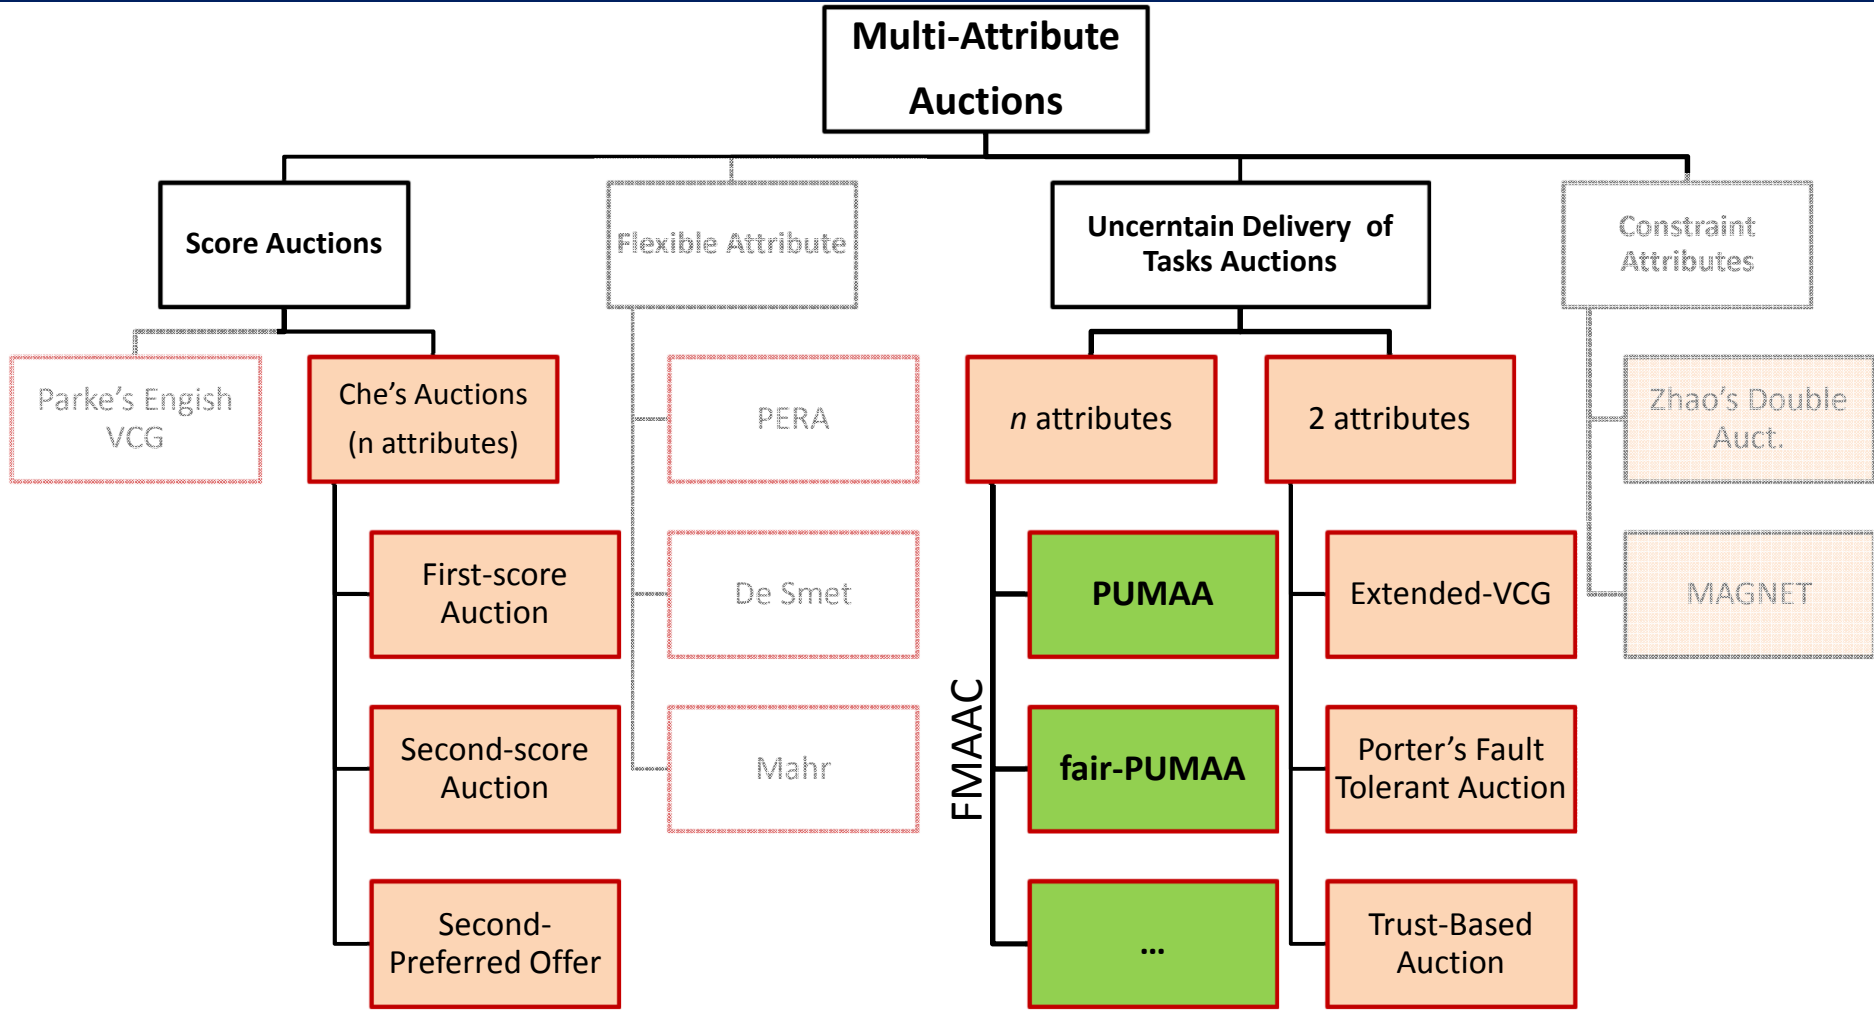 Multi-Attribute
Auctions
Score Auctions
Flexible Attribute
Uncerntain Delivery of
Tasks Auctions
Constraint
Attributes
Parke's Engish
VCG
Che's Auctions
(n attributes)
PERA
n attributes
2 attributes
Zhao's Double
Auct.
First-score
Auction
De Smet
PUMAA
Extended-VCG
MAGNET
Second-score
Auction
Mahr
FMAAC
fair-PUMAA
Porter's Fault
Tolerant Auction
Second-
Preferred Offer
...
Trust-Based
Auction